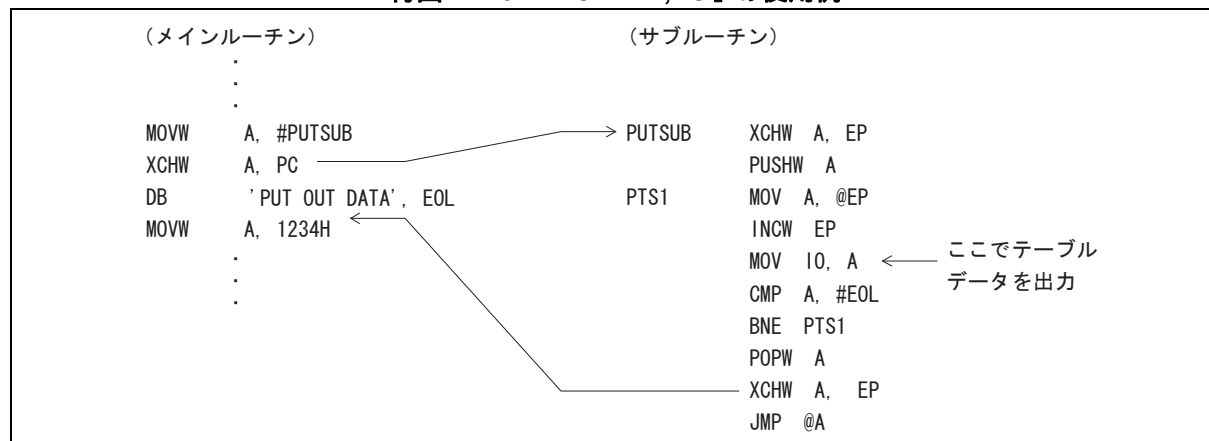 (メインルーチン)
・
・
・
MOVW A, #PUTSUB
XCHW A, PC
DB 'PUT OUT DATA', EOL
MOVW A, 1234H
・
・
・
(サブルーチン)
PUTSUB XCHW A, EP
PUSHW A
PTS1 MOV A, @EP
INCW EP
MOV IO, A
CMP A, #EOL
BNE PTS1
POPW A
XCHW A, EP
JMP @A
ここでテーブル
データを出力